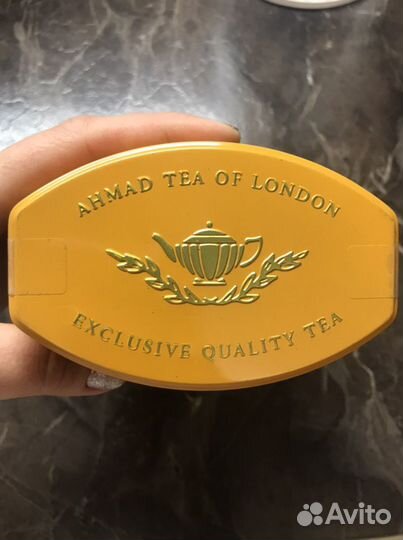 AHMAD TEA OF LONDON
EXCLUSIVE QUALITY TEA
Avito